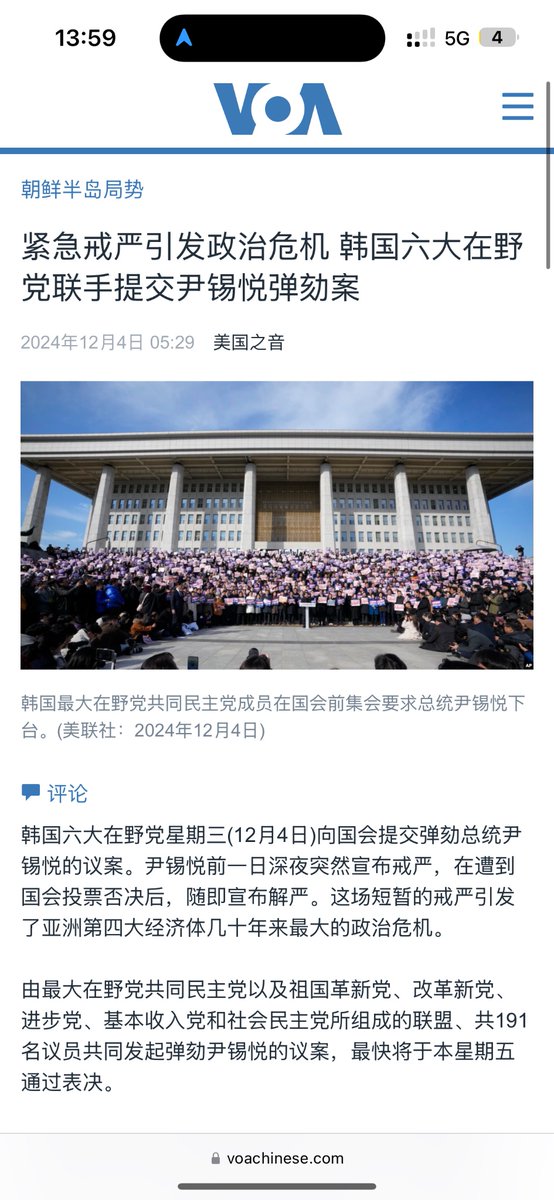 13:59
5G
4
VOA
朝鲜半岛局势
紧急戒严引发政治危机 韩国六大在野
党联手提交尹锡悦弹劾案
2024年12月4日 05:29 美国之音
AP
韩国最大在野党共同民主党成员在国会前集会要求总统尹锡悦下
台。(美联社：2024年12月4日)
评论
韩国六大在野党星期三(12月4日)向国会提交弹劾总统尹
锡悦的议案。尹锡悦前一日深夜突然宣布戒严，在遭到
国会投票否决后，随即宣布解严。这场短暂的戒严引发
了亚洲第四大经济体几十年来最大的政治危机。
由最大在野党共同民主党以及祖国革新党、改革新党、
进步党、基本收入党和社会民主党所组成的联盟、共191
名议员共同发起弹劾尹锡悦的议案，最快将于本星期五
通过表决。
voachinese.com